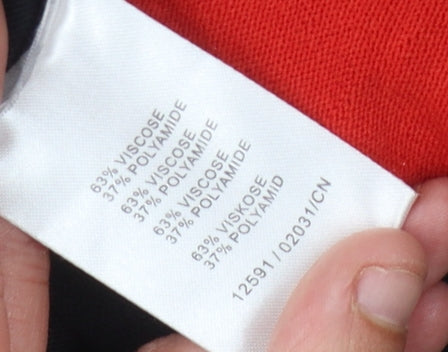 63% VISCOSE
37% POLYAMIDE
63% VISCOSE
37% POLYAMIDE
63% VISCOSE
37% POLYAMIDE
63% VISKOSE
37% POLYAMID
12591 / 02031/CN